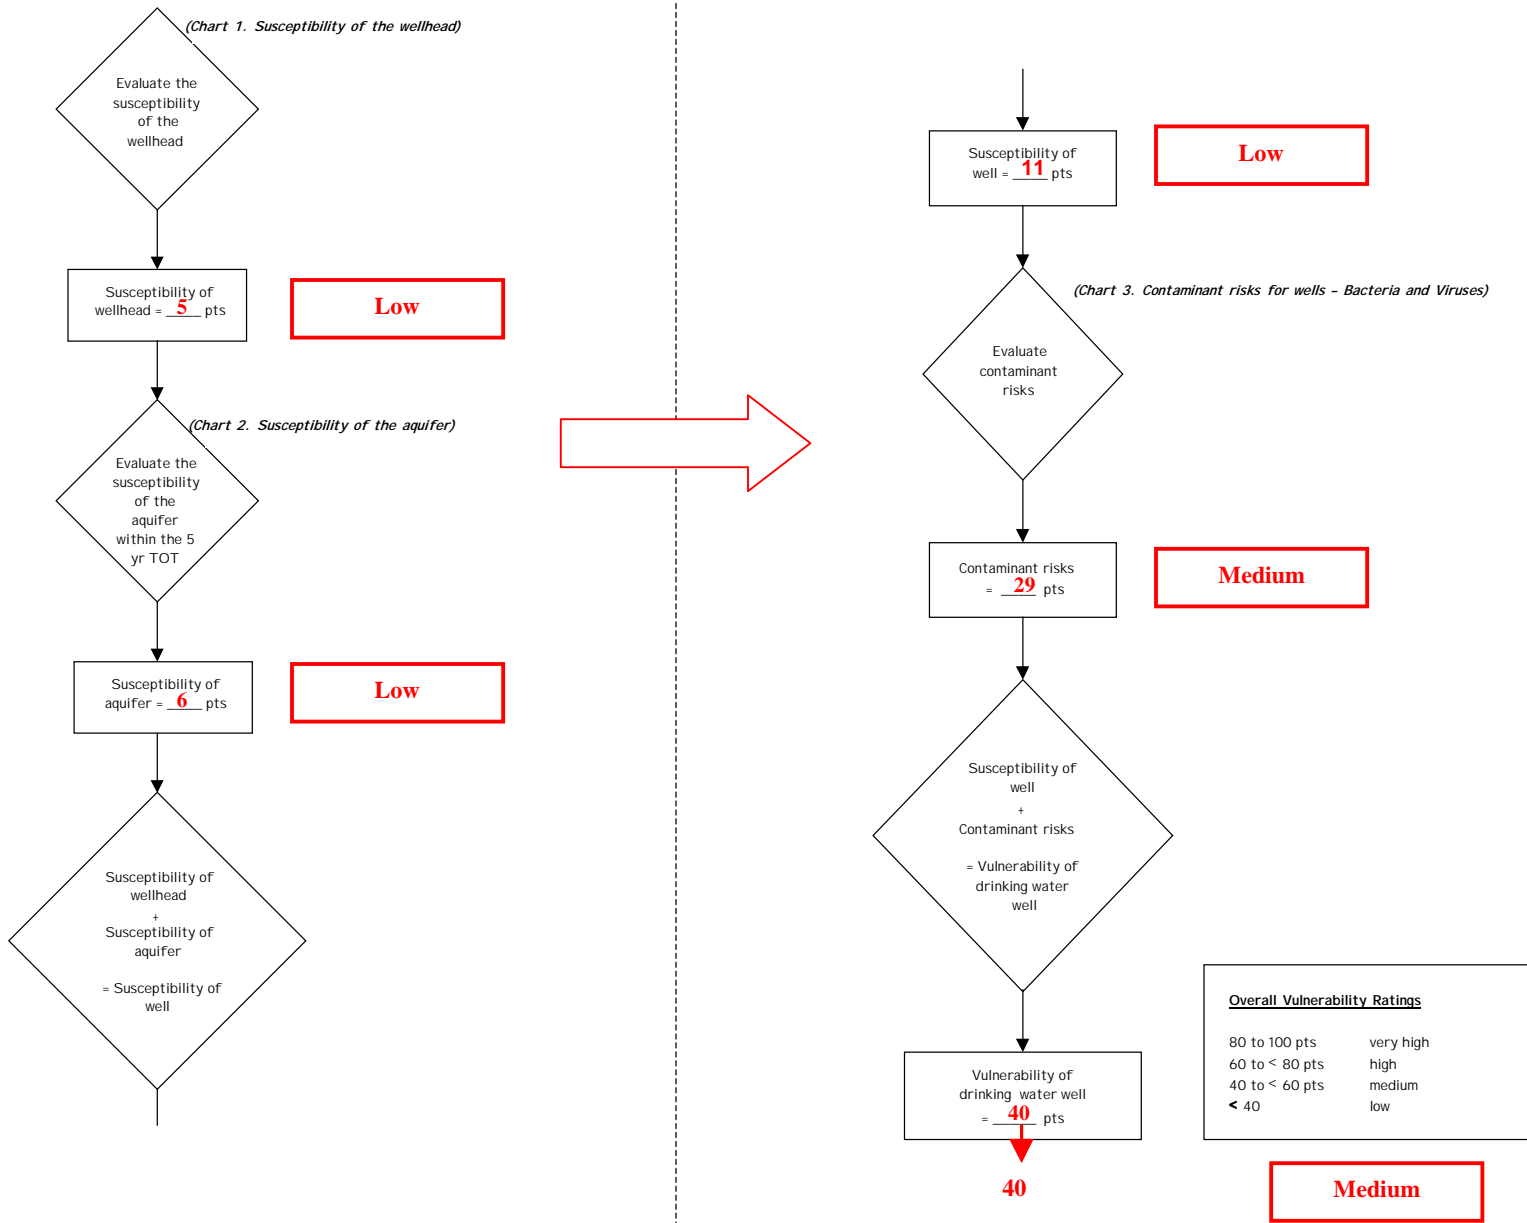 (Chart 1. Susceptibility of the wellhead)
Evaluate the
susceptibility
of the
wellhead
Susceptibility of
wellhead = 5 pts
Low
(Chart 2. Susceptibility of the aquifer)
Evaluate the
susceptibility
of the
aquifer
within the 5
yr TOT
Susceptibility of
aquifer = 6 pts
Low
Susceptibility of
wellhead
+
Susceptibility of
aquifer
= Susceptibility of
well
Susceptibility of
well = 11 pts
Low
(Chart 3. Contaminant risks for wells – Bacteria and Viruses)
Evaluate
contaminant
risks
Contaminant risks
= 29 pts
Medium
Susceptibility of
well
+
Contaminant risks
= Vulnerability of
drinking water
well
Vulnerability of
drinking water well
= 40 pts
40
Overall Vulnerability Ratings
80 to 100 pts very high
60 to < 80 pts high
40 to < 60 pts medium
< 40 low
Medium